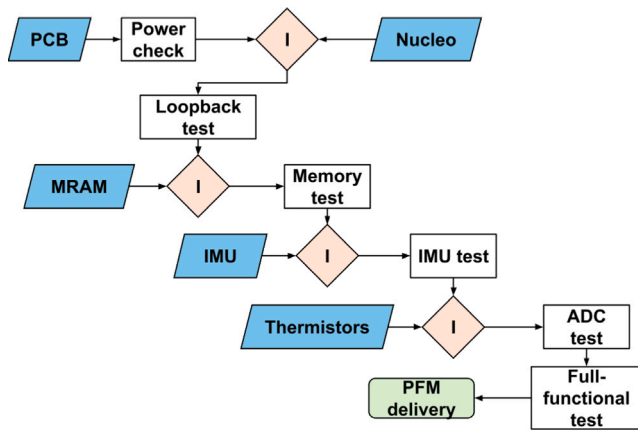 PCB
Power
check
I
Nucleo
Loopback
test
MRAM
I
Memory
test
IMU
I
IMU test
Thermistors
I
ADC
test
PFM
delivery
Full-
functional
test